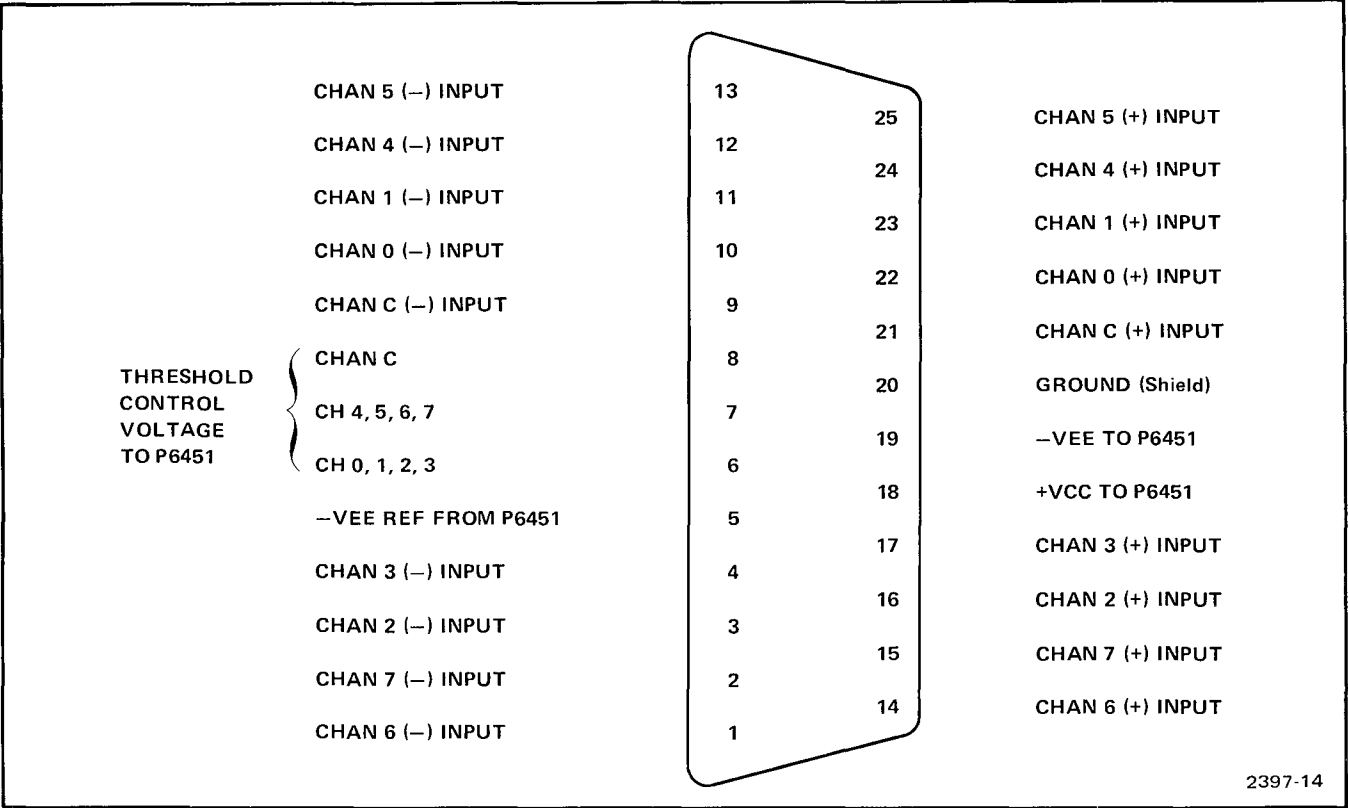 CHAN 5 (—) INPUT 13
25 CHAN 5 (+) INPUT
CHAN 4 (—) INPUT 12
24 CHAN 4 (+) INPUT
CHAN 1 (—) INPUT 11
23 CHAN 1 (+) INPUT
CHAN 0 (—) INPUT 10
22 CHAN 0 (+) INPUT
CHAN C (—) INPUT 9
21 CHAN C (+) INPUT
THRESHOLD
CONTROL
VOLTAGE
TO P6451
CHAN C 8
20 GROUND (Shield)
CH 4, 5, 6, 7 7
19 —VEE TO P6451
CH 0, 1, 2, 3 6
18 +VCC TO P6451
—VEE REF FROM P6451 5
17 CHAN 3 (+) INPUT
CHAN 3 (—) INPUT 4
16 CHAN 2 (+) INPUT
CHAN 2 (—) INPUT 3
15 CHAN 7 (+) INPUT
CHAN 7 (—) INPUT 2
14 CHAN 6 (+) INPUT
CHAN 6 (—) INPUT 1
2397-14